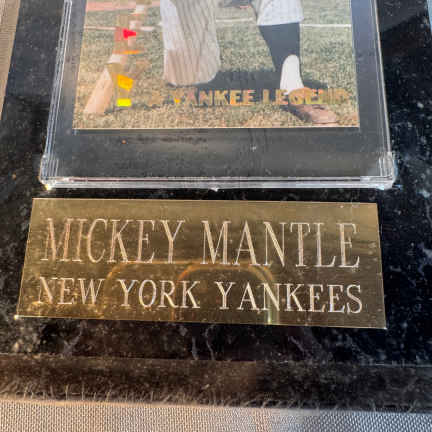 YANKEE LEGEND
MICKEY MANTLE
NEW YORK YANKEES